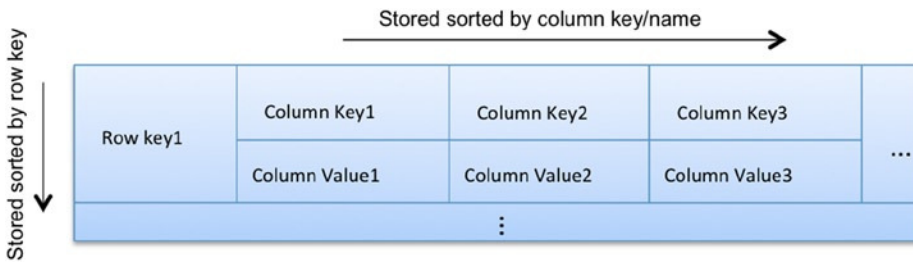 Stored sorted by column key/name
Stored sorted by row key
Row key1
Column Key1
Column Key2
Column Key3
Column Value1
Column Value2
Column Value3
...
⋮